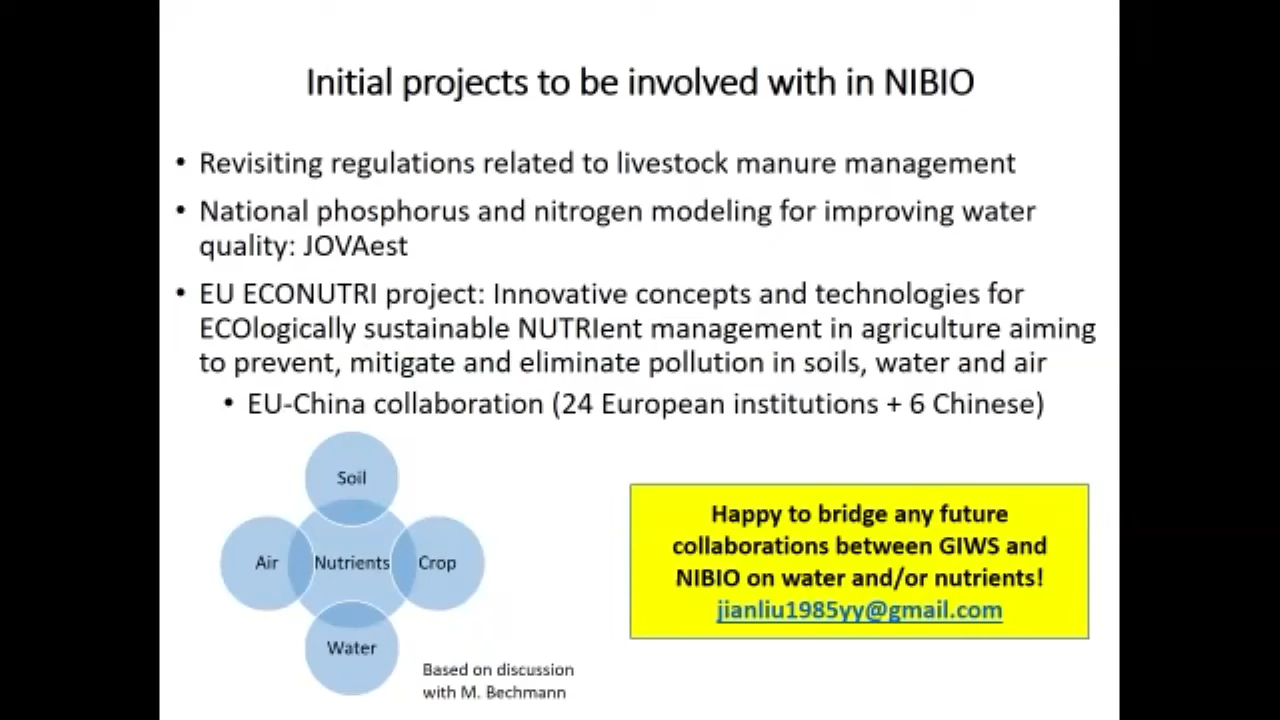 Initial projects to be involved with in NIBIO
• Revisiting regulations related to livestock manure management
• National phosphorus and nitrogen modeling for improving water
quality: JOVAest
• EU ECONUTRI project: Innovative concepts and technologies for
ECOlogically sustainable NUTRIent management in agriculture aiming
to prevent, mitigate and eliminate pollution in soils, water and air
• EU-China collaboration (24 European institutions + 6 Chinese)
Soil
Air
Nutrients
Crop
Water
Based on discussion
with M. Bechmann
Happy to bridge any future
collaborations between GIWS and
NIBIO on water and/or nutrients!
jianliu1985yy@gmail.com